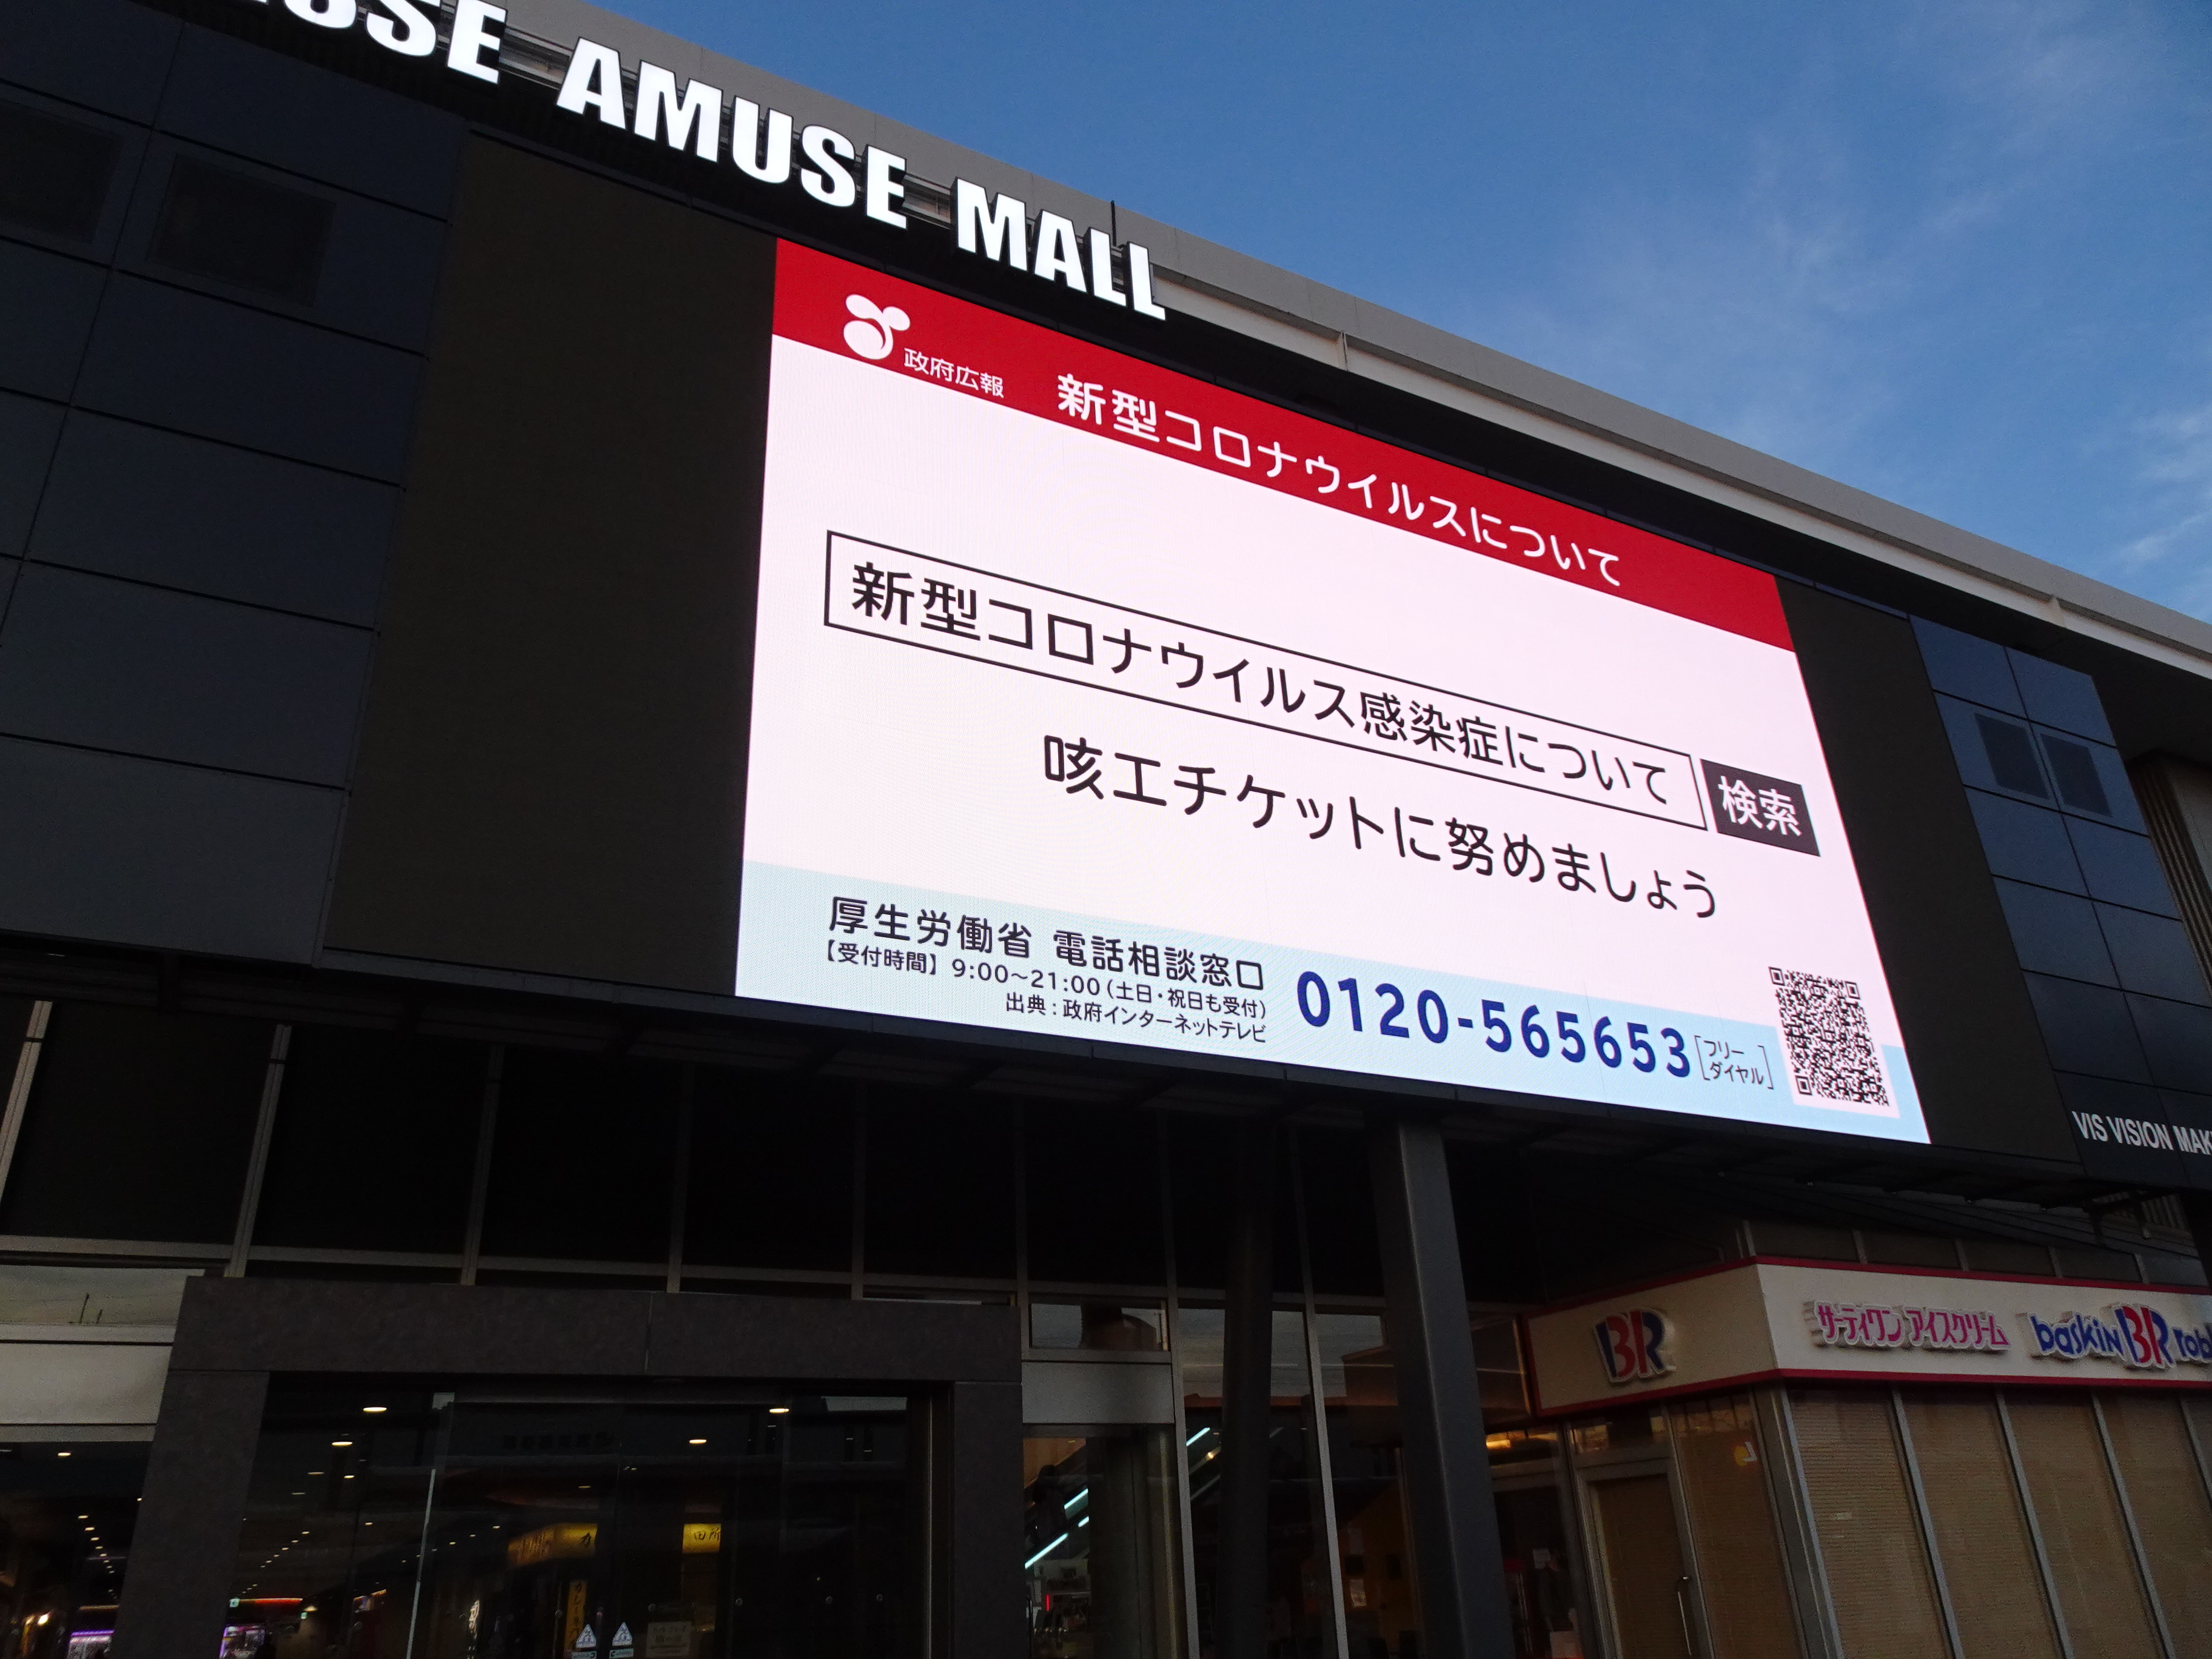 AMUSE MALL
政府広報
新型コロナウイルスについて
新型コロナウイルス感染症について 検索
咳エチケットに努めましょう
厚生労働省 電話相談窓口
【受付時間】9:00〜21:00（土日・祝日も受付）
出典：政府インターネットテレビ
0120-565653
［フリー
ダイヤル］
VIS VISION
BR
サーティワン アイスクリーム
baskin BR